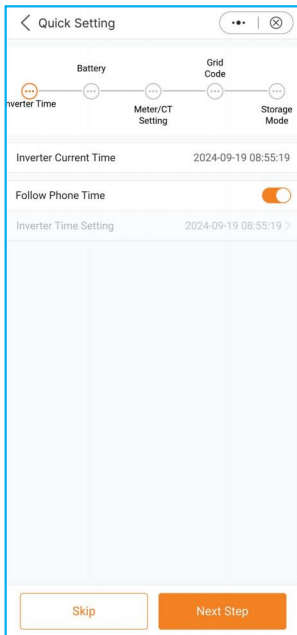 Quick Setting
Battery
Grid
Code
nverter Time
Meter/CT
Setting
Storage
Mode
Inverter Current Time 2024-09-19 08:55:19
Follow Phone Time
Inverter Time Setting 2024-09-19 08:55:19
Skip
Next Step